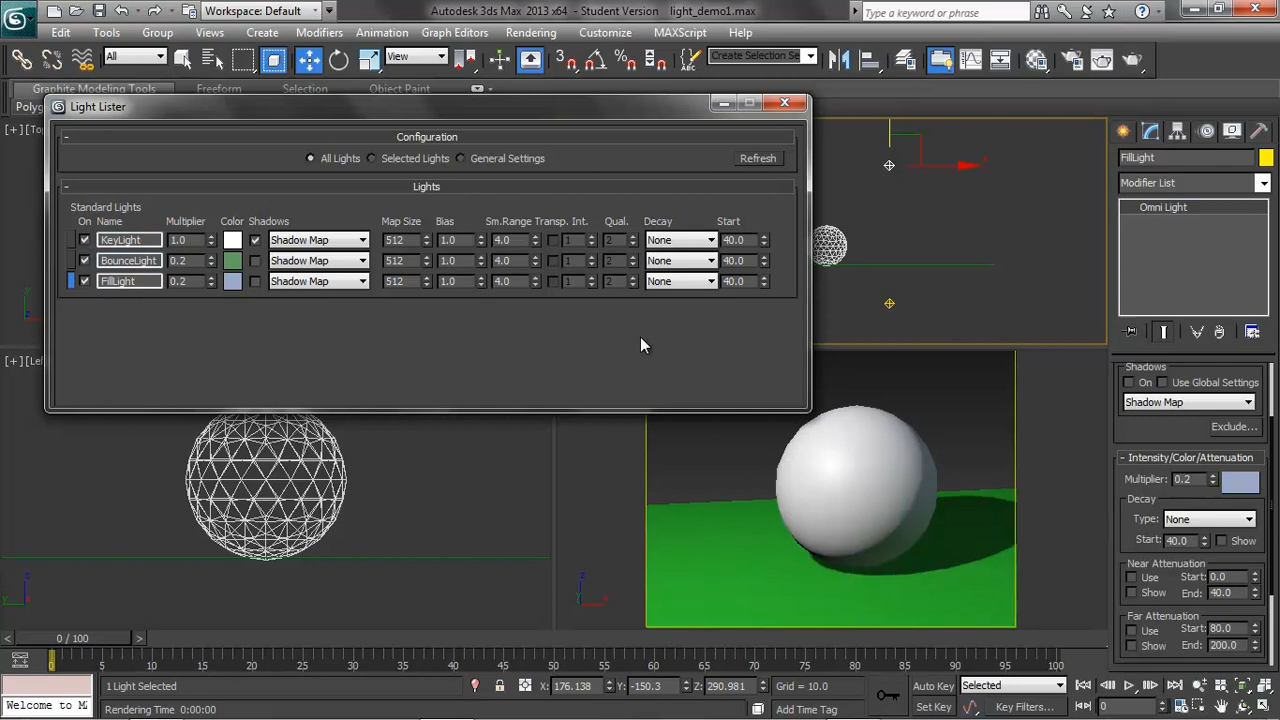 Workspace: Default
Autodesk 3ds Max 2013 x64 - Student Version
light_demo1.max
Type a keyword or phrase
Edit
Tools
Group
Views
Create
Modifiers
Animation
Graph Editors
Rendering
Customize
MAXScript
Help
All
View
3
Create Selection Se
Graphite Modeling Tools
Freeform
Selection
Object Paint
Polyg
[+][To
Light Lister
Configuration
All Lights
Selected Lights
General Settings
Refresh
Lights
Standard Lights
On Name Multiplier Color Shadows Map Size Bias Sm.Range Transp. Int. Qual. Decay Start
KeyLight 1.0 Shadow Map 512 1.0 4.0 1 2 None 40.0
BounceLight 0.2 Shadow Map 512 1.0 4.0 1 2 None 40.0
FillLight 0.2 Shadow Map 512 1.0 4.0 1 2 None 40.0
x
[+][Le
FillLight
Modifier List
Omni Light
Shadows
On Use Global Settings
Shadow Map
Exclude...
Intensity/Color/Attenuation
Multiplier: 0.2
Decay
Type: None
Start: 40.0 Show
Near Attenuation
Use Start: 0.0
Show End: 40.0
Far Attenuation
Use Start: 80.0
Show End: 200.0
z
y
z
x
0 / 100
0 5 10 15 20 25 30 35 40 45 50 55 60 65 70 75 80 85 90 95 100
1 Light Selected
X: 176.138
Y: -150.3
Z: 290.981
Grid = 10.0
Auto Key
Selected
Welcome to M
Rendering Time 0:00:00
Add Time Tag
Set Key
Key Filters...
0